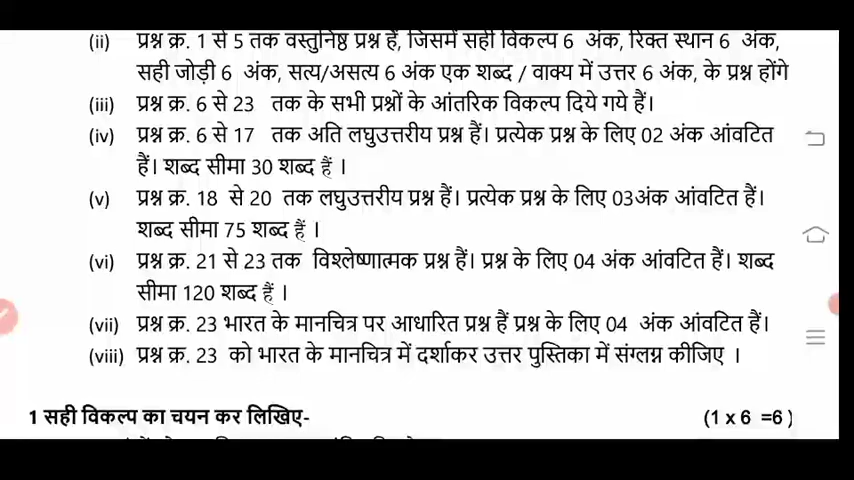 (ii) प्रश्न क्र. 1 से 5 तक वस्तुनिष्ठ प्रश्न हैं, जिसमें सही विकल्प 6 अंक, रिक्त स्थान 6 अंक,
सही जोड़ी 6 अंक, सत्य/असत्य 6 अंक एक शब्द / वाक्य में उत्तर 6 अंक, के प्रश्न होंगे
(iii) प्रश्न क्र. 6 से 23 तक के सभी प्रश्नों के आंतरिक विकल्प दिये गये हैं।
(iv) प्रश्न क्र. 6 से 17 तक अति लघुउत्तरीय प्रश्न हैं। प्रत्येक प्रश्न के लिए 02 अंक आंवटित
हैं। शब्द सीमा 30 शब्द हैं ।
(v) प्रश्न क्र. 18 से 20 तक लघुउत्तरीय प्रश्न हैं। प्रत्येक प्रश्न के लिए 03अंक आंवटित हैं।
शब्द सीमा 75 शब्द हैं ।
(vi) प्रश्न क्र. 21 से 23 तक विश्लेष्णात्मक प्रश्न हैं। प्रश्न के लिए 04 अंक आंवटित हैं। शब्द
सीमा 120 शब्द हैं ।
(vii) प्रश्न क्र. 23 भारत के मानचित्र पर आधारित प्रश्न हैं प्रश्न के लिए 04 अंक आंवटित हैं।
(viii) प्रश्न क्र. 23 को भारत के मानचित्र में दर्शाकर उत्तर पुस्तिका में संग्लग्न कीजिए ।
1 सही विकल्प का चयन कर लिखिए- (1 x 6 =6 )